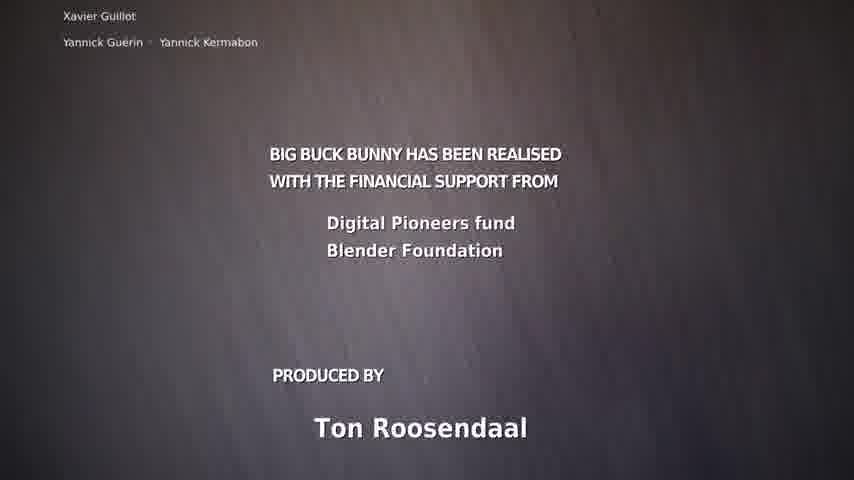 Xavier Guillot
Yannick Guerin - Yannick Kermabon
BIG BUCK BUNNY HAS BEEN REALISED
WITH THE FINANCIAL SUPPORT FROM
Digital Pioneers fund
Blender Foundation
PRODUCED BY
Ton Roosendaal